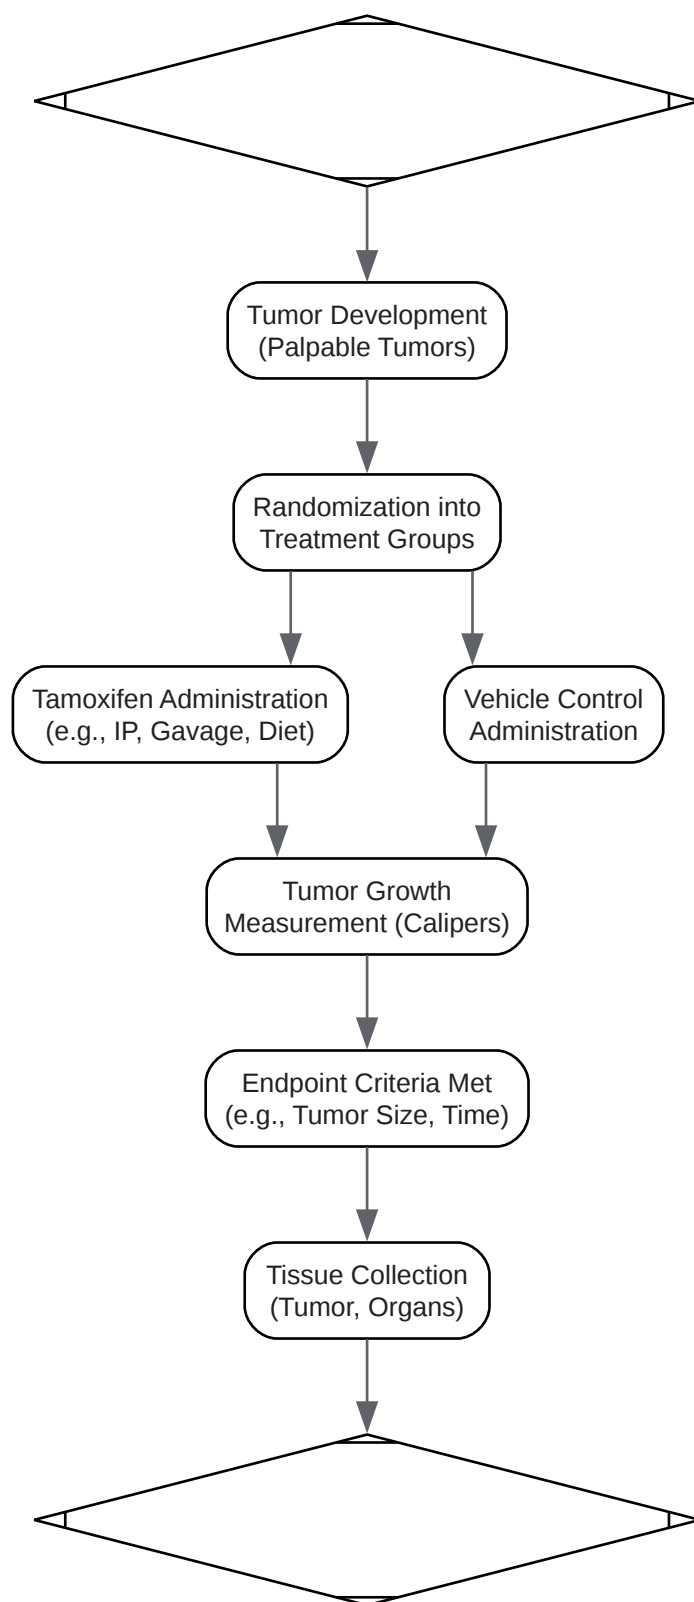 Tumor Development
(Palpable Tumors)
Randomization into
Treatment Groups
Tamoxifen Administration
(e.g., IP, Gavage, Diet)
Vehicle Control
Administration
Tumor Growth
Measurement (Calipers)
Endpoint Criteria Met
(e.g., Tumor Size, Time)
Tissue Collection
(Tumor, Organs)